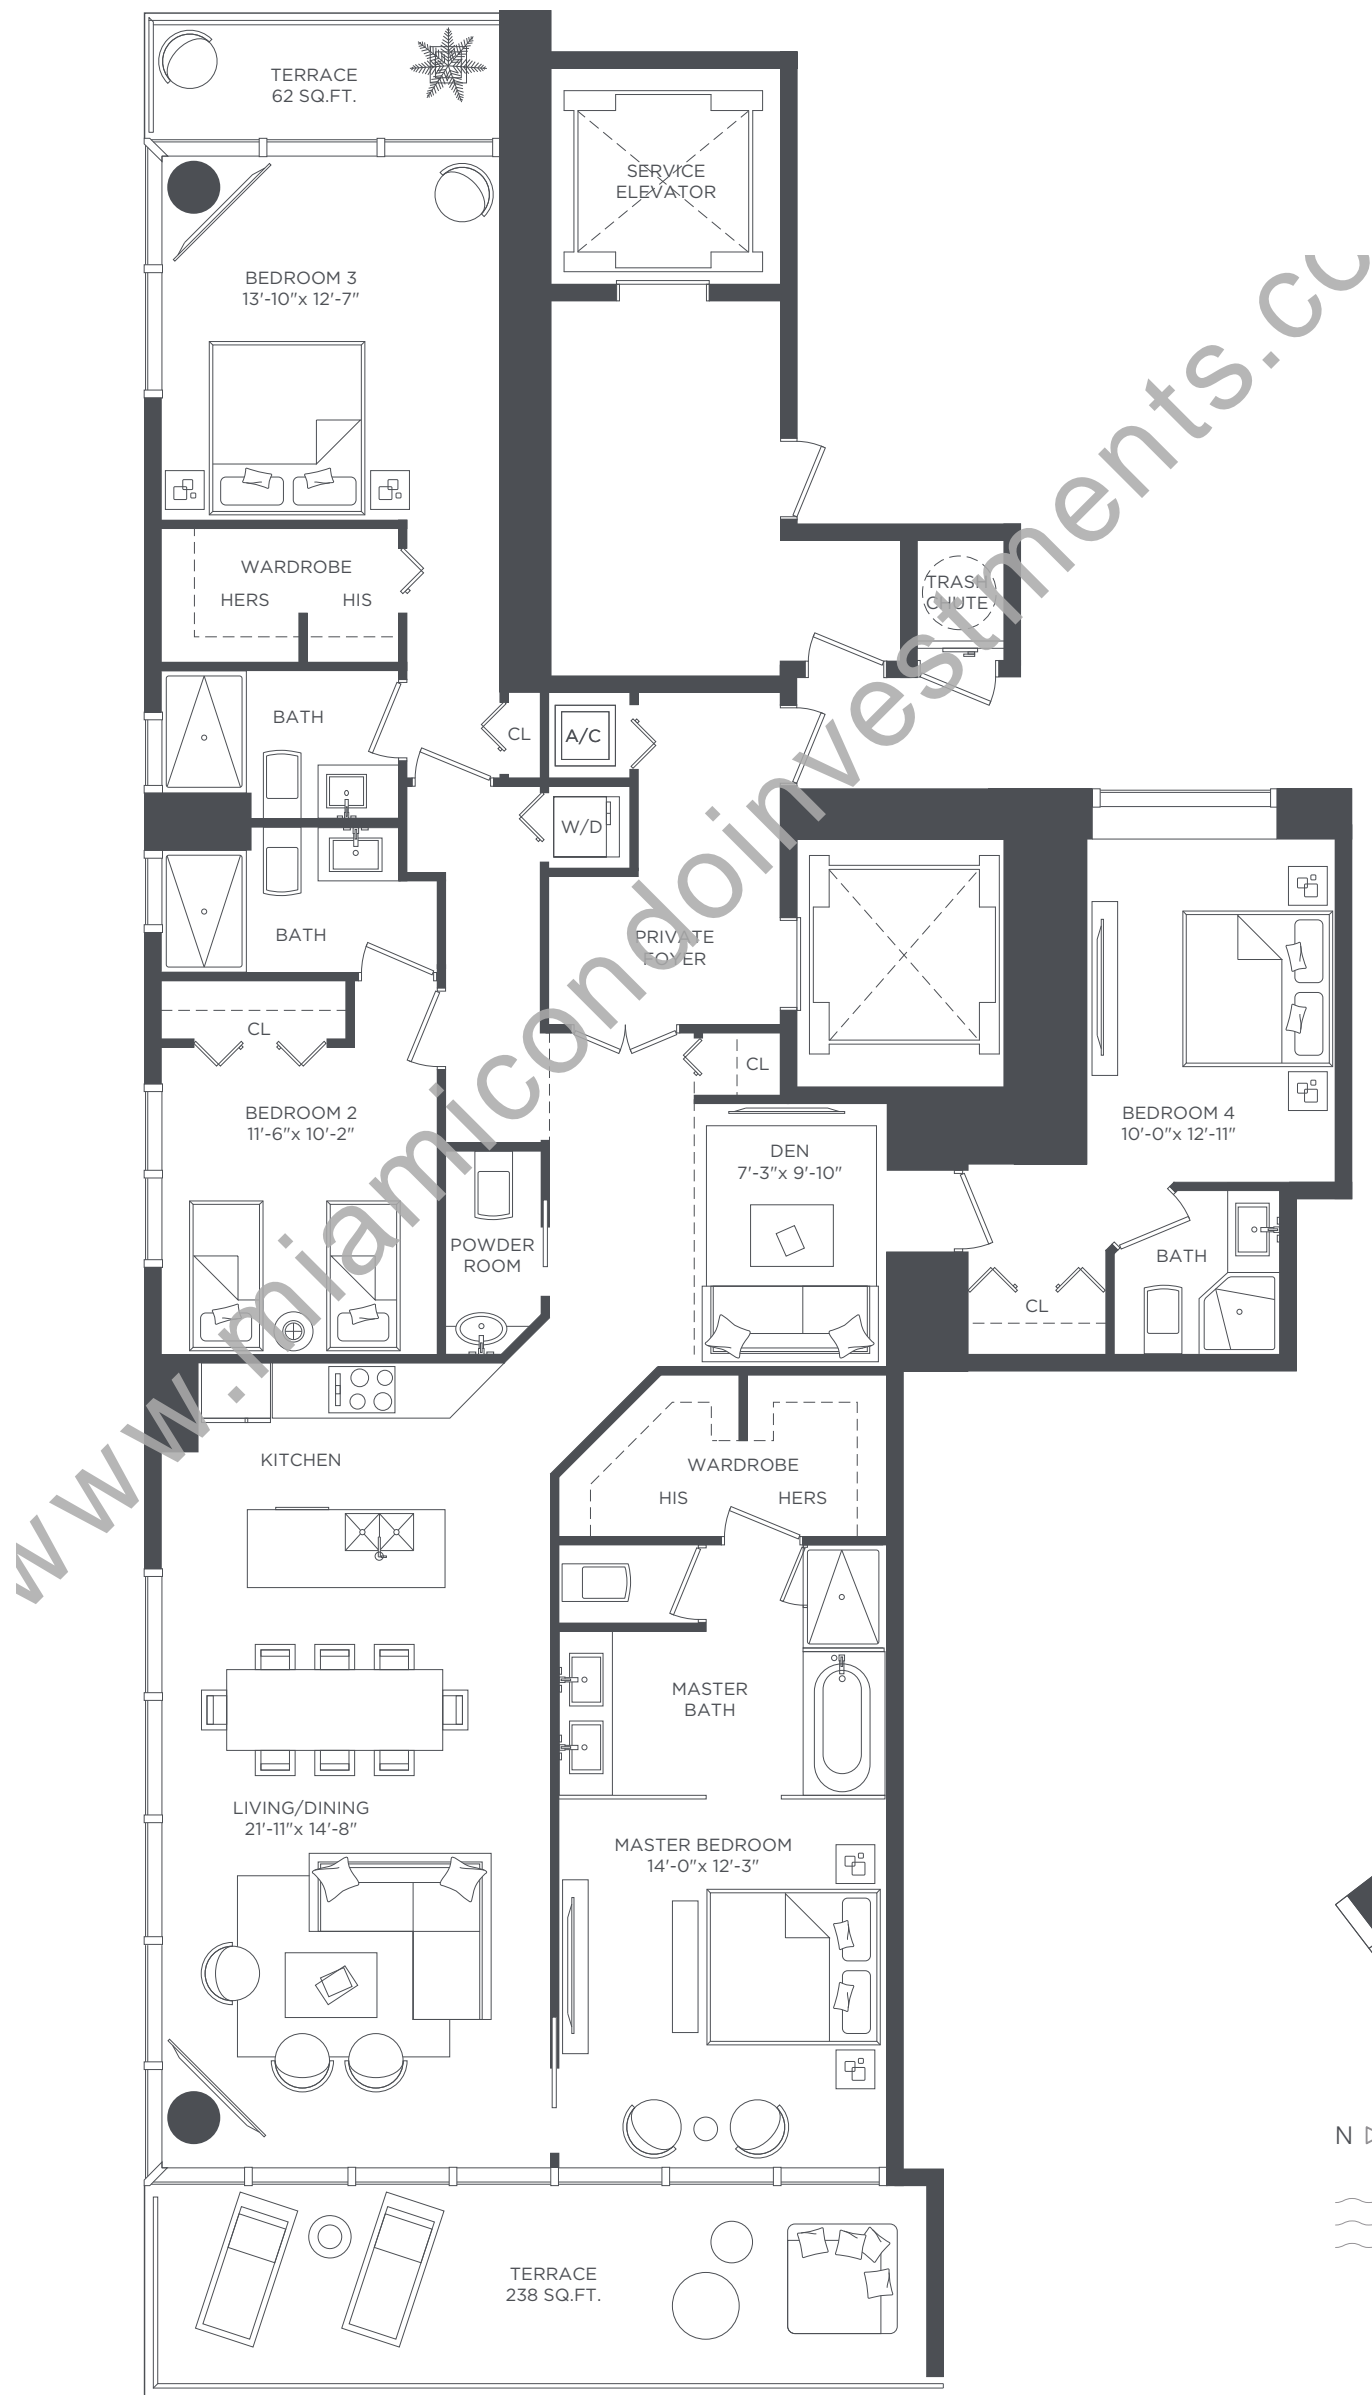 TERRACE
62 SQ.FT.
SERVICE
ELEVATOR
BEDROOM 3
13'-10"x 12'-7"
WARDROBE
HERS HIS
TRASH
CHUTE
BATH
CL
A/C
W/D
BATH
PRIVATE
FOYER
CL
CL
BEDROOM 2
11'-6"x 10'-2"
BEDROOM 4
10'-0"x 12'-11"
DEN
7'-3"x 9'-10"
POWDER
ROOM
BATH
CL
KITCHEN
WARDROBE
HIS HERS
MASTER
BATH
LIVING/DINING
21'-11"x 14'-8"
MASTER BEDROOM
14'-0"x 12'-3"
N
TERRACE
238 SQ.FT.
www.miamicondoinvestments.co